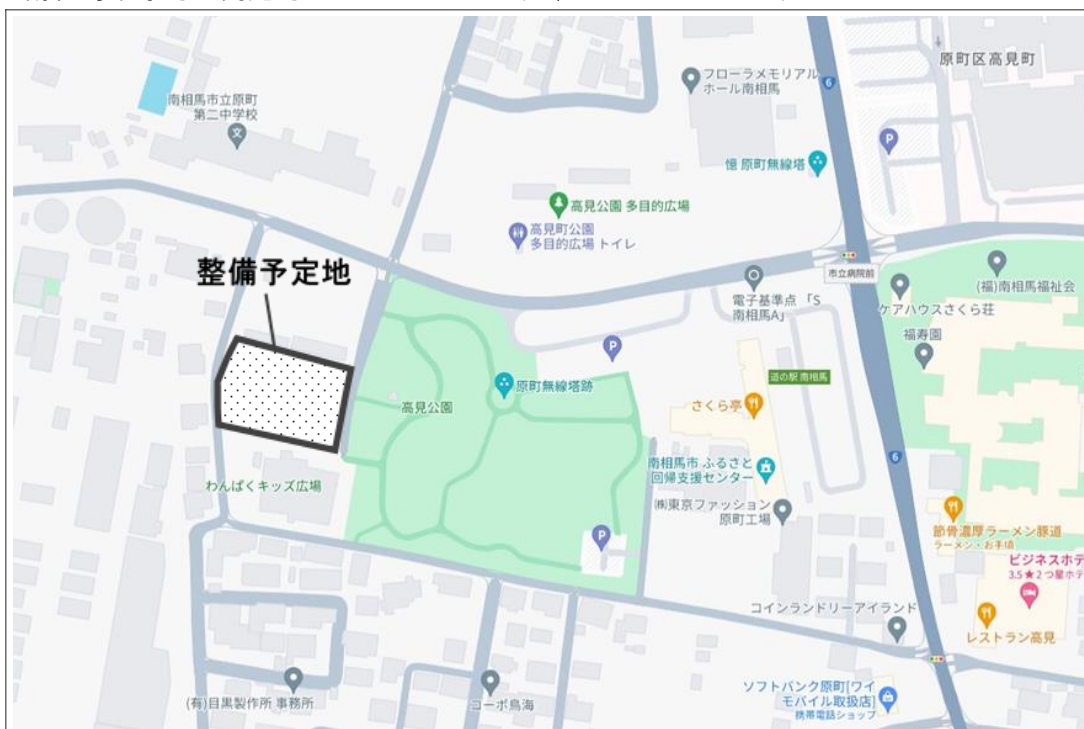 原町区高見町
フローラメモリアル
ホール南相馬
6
南相馬市立原町
第二中学校
文
P
憶 原町無線塔
高見公園 多目的広場
高見町公園
多目的広場 トイレ
整備予定地
市立病院前
(福)南相馬福祉会
電子基準点 「S
南相馬A」
ケアハウスさくら荘
福寿園
P
道の駅 南相馬
原町無線塔跡
高見公園
さくら亭
6
南相馬市 ふるさと
回帰支援センター
わんぱくキッズ広場
㈱東京ファッション
原町工場
節骨濃厚ラーメン豚道
ラーメン・お手頃
P
ビジネスホテ
3.5★2つ星ホテ
コインランドリーアイランド
レストラン高見
ソフトバンク原町[ワイ
モバイル取扱店]
携帯電話ショップ
(有)目黒製作所 事務所
コーポ鳥海